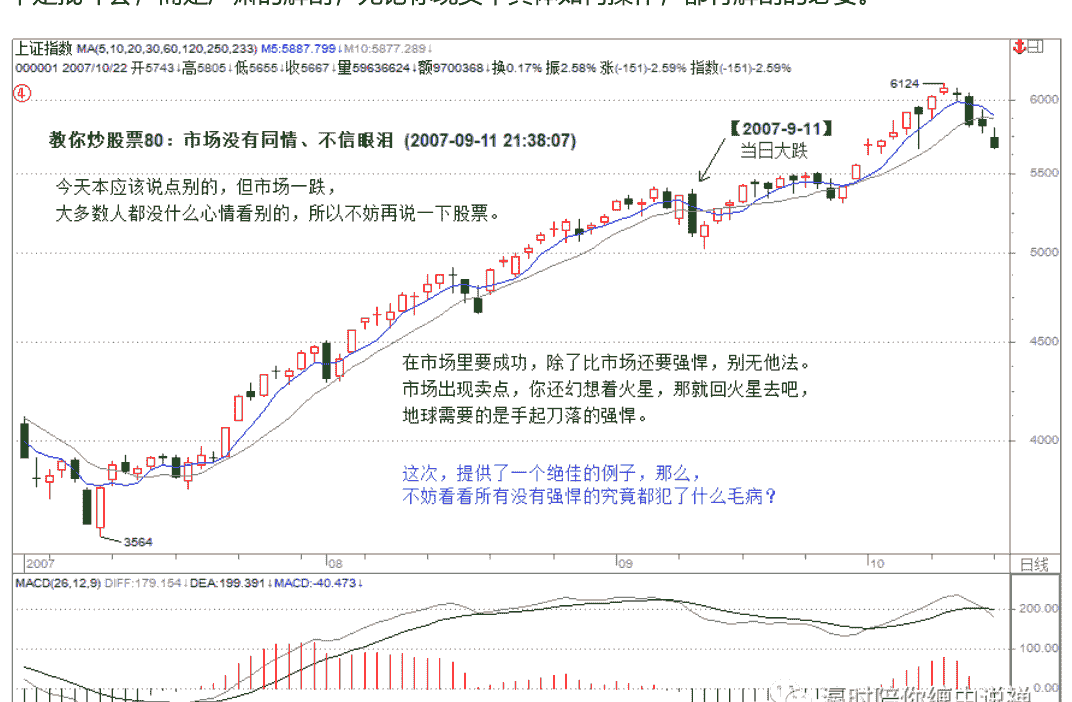 上证指数 MA(5,10,20,30,60,120,250,233) M5:5887.799↓M10:5877.289↓
000001 2007/10/22 开5743↓高5805↓低5655↓收5667↓量59636624↓额9700368↓换0.17% 振2.58% 涨(-151)-2.59% 指数(-151)-2.59%
④
6124
6000
教你炒股票80：市场没有同情、不信眼泪 (2007-09-11 21:38:07)
【2007-9-11】
当日大跌
今天本应该说点别的，但市场一跌，
大多数人都没什么心情看别的，所以不妨再说一下股票。
5500
5000
4500
在市场里要成功，除了比市场还要强悍，别无他法。
市场出现卖点，你还幻想着火星，那就回火星去吧，
地球需要的是手起刀落的强悍。
4000
这次，提供了一个绝佳的例子，那么，
不妨看看所有没有强悍的究竟都犯了什么毛病？
3564
2007 08 09 10 日线
MACD(26,12,9) DIFF:179.154↓DEA:199.391↓MACD:-40.473↓
200.00
100.00
0.00